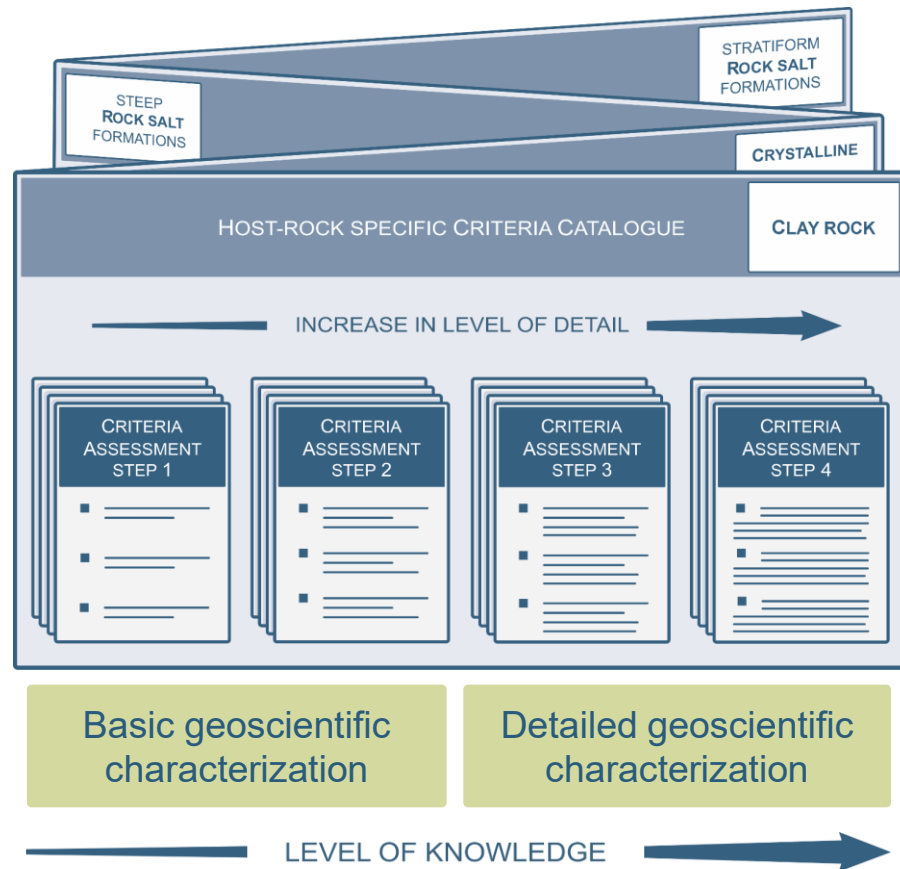 STRATIFORM
ROCK SALT
FORMATIONS
STEEP
ROCK SALT
FORMATIONS
CRYSTALLINE
HOST-ROCK SPECIFIC CRITERIA CATALOGUE
CLAY ROCK
INCREASE IN LEVEL OF DETAIL
CRITERIA
ASSESSMENT
STEP 1
CRITERIA
ASSESSMENT
STEP 2
CRITERIA
ASSESSMENT
STEP 3
CRITERIA
ASSESSMENT
STEP 4
Basic geoscientific
characterization
Detailed geoscientific
characterization
LEVEL OF KNOWLEDGE